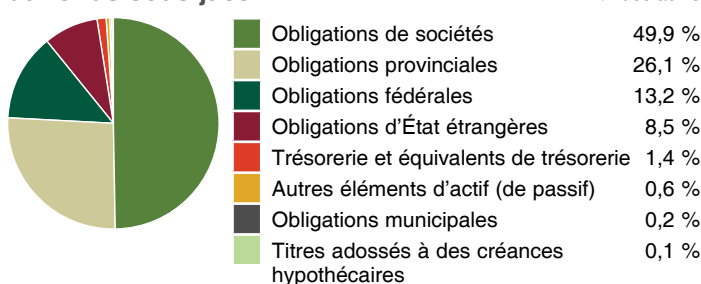 Obligations de sociétés 49,9 %
Obligations provinciales 26,1 %
Obligations fédérales 13,2 %
Obligations d’État étrangères 8,5 %
Trésorerie et équivalents de trésorerie 1,4 %
Autres éléments d’actif (de passif) 0,6 %
Obligations municipales 0,2 %
Titres adossés à des créances 0,1 %
hypothécaires